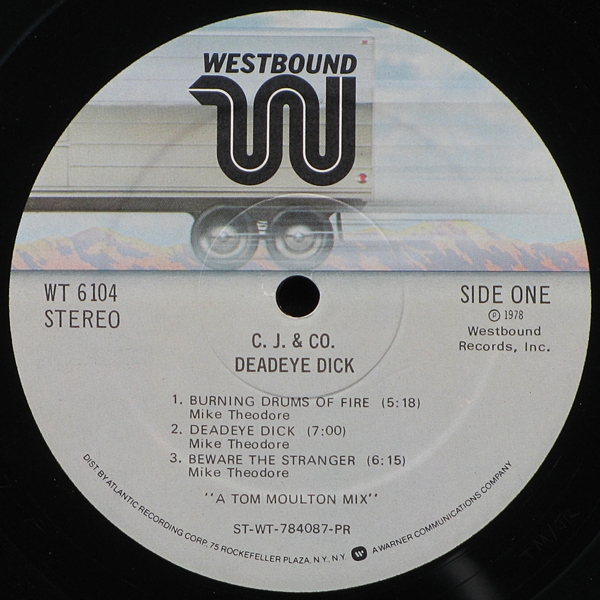 WESTBOUND
W
WT 6104
STEREO
SIDE ONE
℗ 1978
Westbound
Records, Inc.
C. J. & CO.
DEADEYE DICK
1. BURNING DRUMS OF FIRE (5:18)
Mike Theodore
2. DEADEYE DICK (7:00)
Mike Theodore
3. BEWARE THE STRANGER (6:15)
Mike Theodore
"A TOM MOULTON MIX"
ST-WT-784087-PR
DIST BY ATLANTIC RECORDING CORP. 75 ROCKEFELLER PLAZA. N.Y. N.Y. W A WARNER COMMUNICATIONS COMPANY